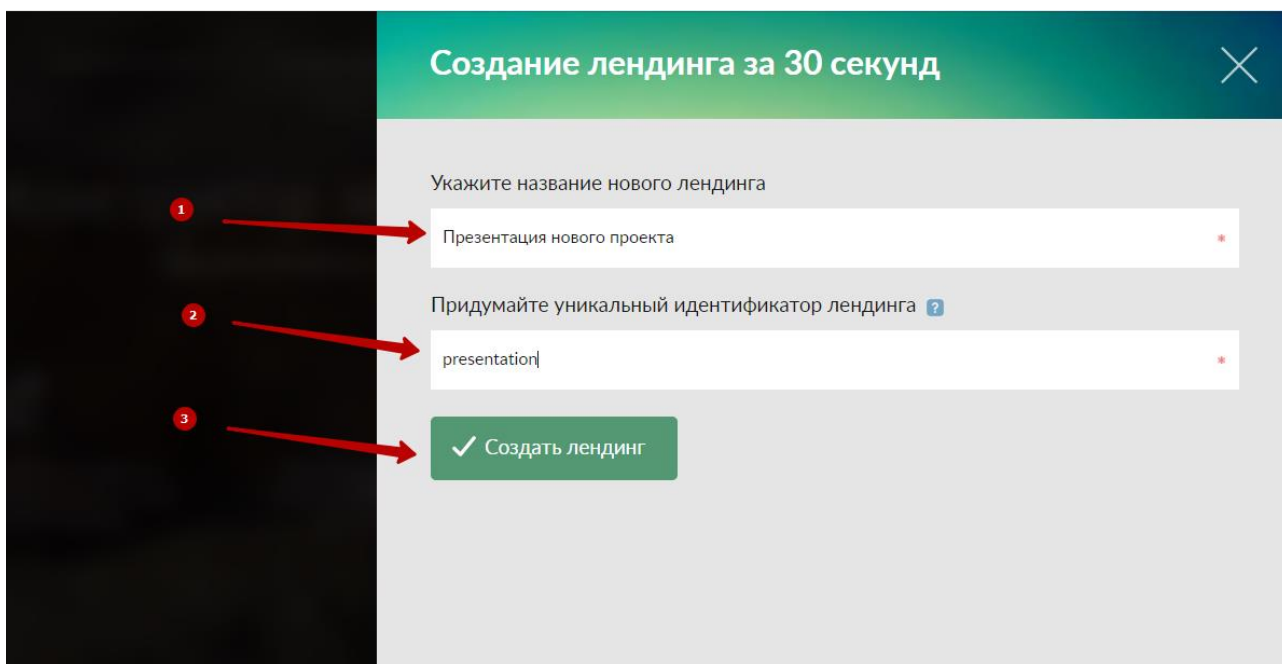 Создание лендинга за 30 секунд
Укажите название нового лендинга
1
Презентация нового проекта *
Придумайте уникальный идентификатор лендинга ?
2
presentation *
3
Создать лендинг